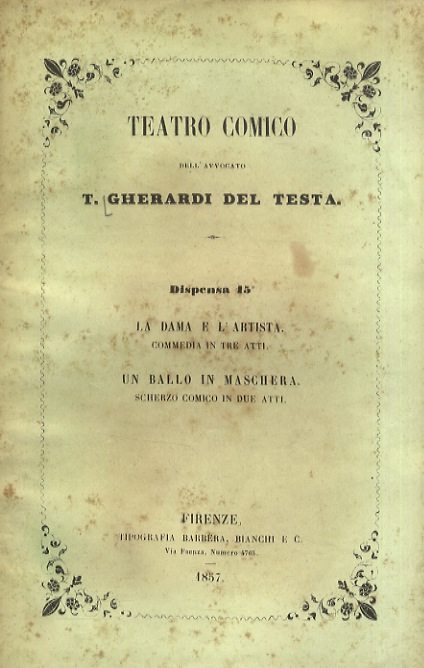 TEATRO COMICO
DELL'AVVOCATO
T. GHERARDI DEL TESTA.
Dispensa 15ª
LA DAMA E L'ARTISTA.
COMMEDIA IN TRE ATTI.
UN BALLO IN MASCHERA.
SCHERZO COMICO IN DUE ATTI.
FIRENZE,
TIPOGRAFIA BARBÈRA, BIANCHI E C.
Via Faenza, Numero 4765.
1857.